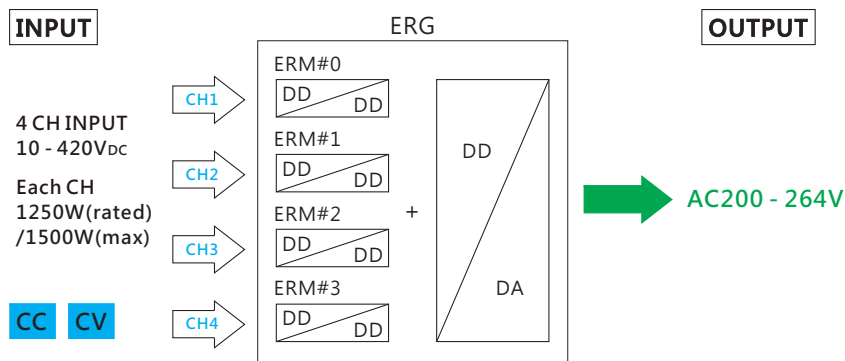 INPUT
ERG
OUTPUT
4 CH INPUT
10 - 420VDC
Each CH
1250W(rated)
/1500W(max)
CC CV
CH1
CH2
CH3
CH4
ERM#0
DD DD
ERM#1
DD DD
ERM#2
DD DD
ERM#3
DD DD
+
DD
DA
AC200 - 264V